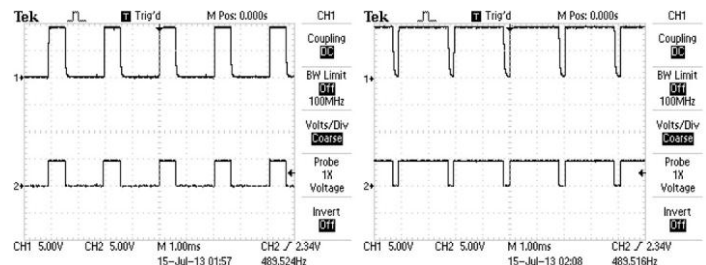 Tek T Trig'd M Pos: 0.000s CH1
Coupling
DC
BW Limit
Off
100MHz
Volts/Div
Coarse
Probe
1X
Voltage
Invert
Off
1
2
CH1 5.00V CH2 5.00V M 1.00ms CH2 2.34V
15-Jul-13 01:57 489.524Hz
Tek T Trig'd M Pos: 0.000s CH1
Coupling
DC
BW Limit
Off
100MHz
Volts/Div
Coarse
Probe
1X
Voltage
Invert
Off
1
2
CH1 5.00V CH2 5.00V M 1.00ms CH2 2.34V
15-Jul-13 02:08 489.516Hz